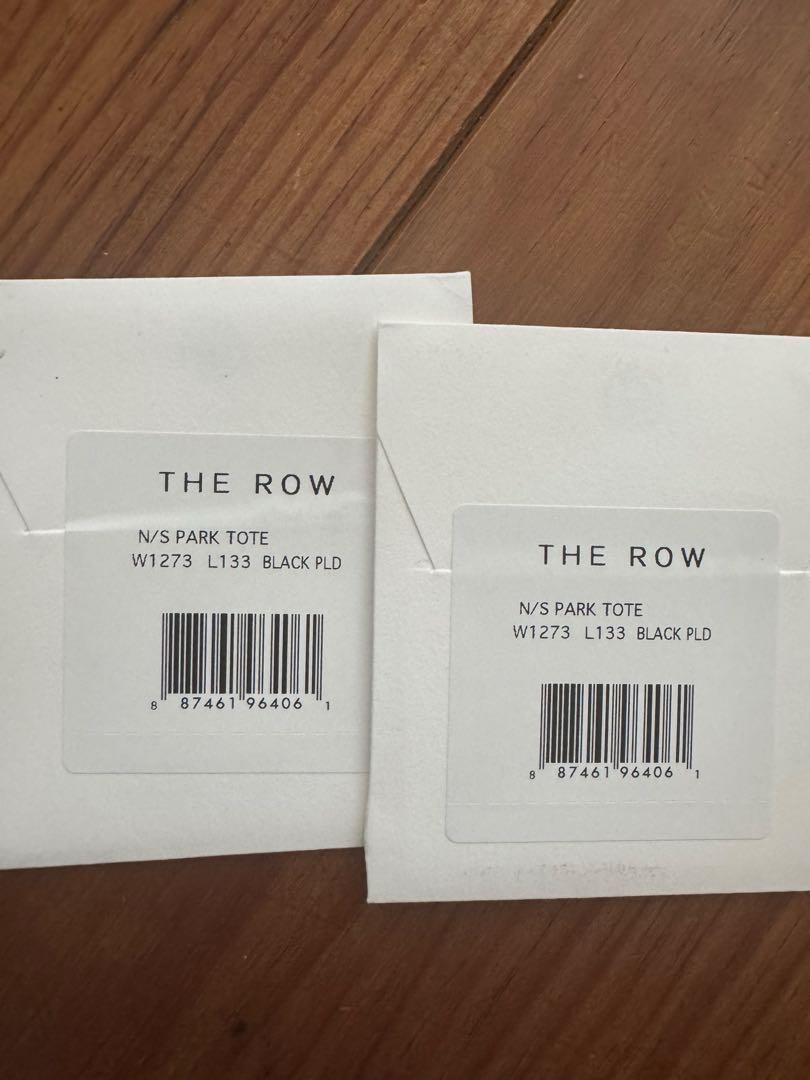 THE ROW
N/S PARK TOTE
W1273 L133 BLACK PLD
8 87461 96406 1
THE ROW
N/S PARK TOTE
W1273 L133 BLACK PLD
8 87461 96406 1